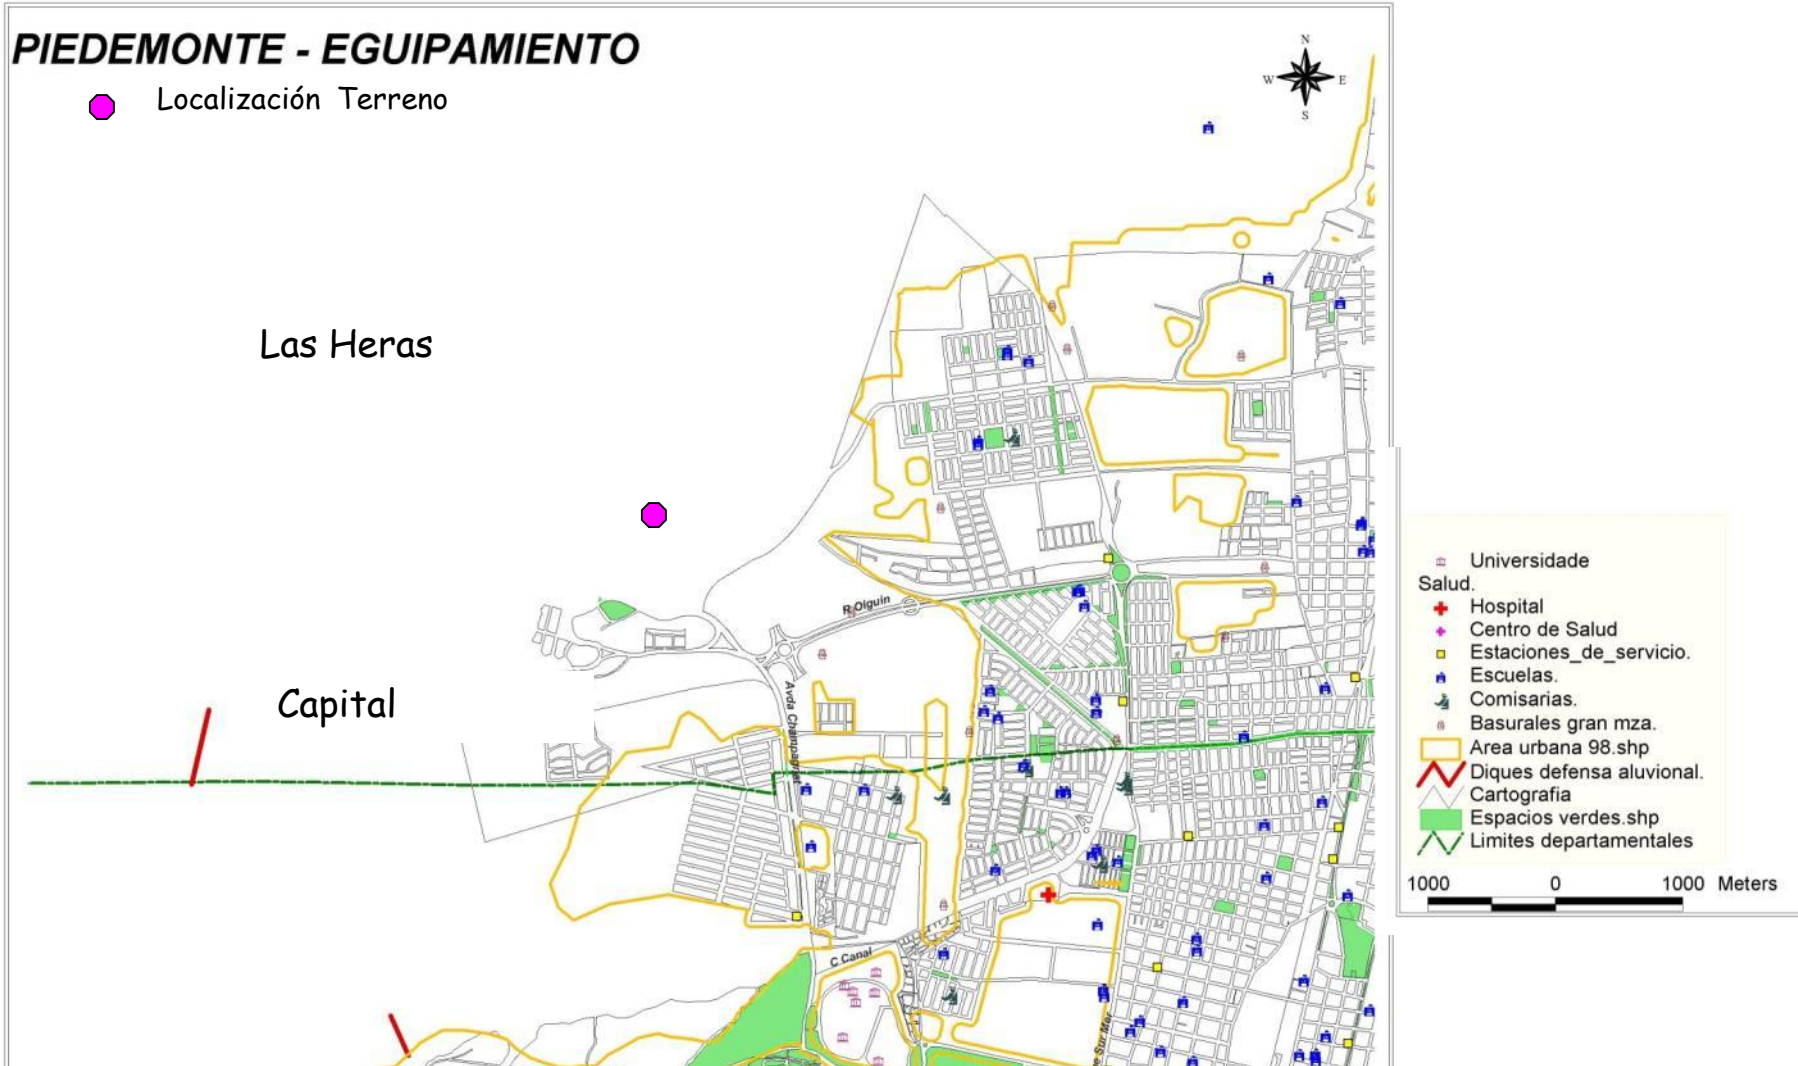 PIEDEMONTE - EGUIPAMIENTO
Localización Terreno
N
W E
S
Las Heras
R Olguin
Capital
Avda Champagnat
C Canal
e Sur Mer
Universidade
Salud.
Hospital
Centro de Salud
Estaciones_de_servicio.
Escuelas.
Comisarias.
Basurales gran mza.
Area urbana 98.shp
Diques defensa aluvional.
Cartografia
Espacios verdes.shp
Limites departamentales
1000 0 1000 Meters